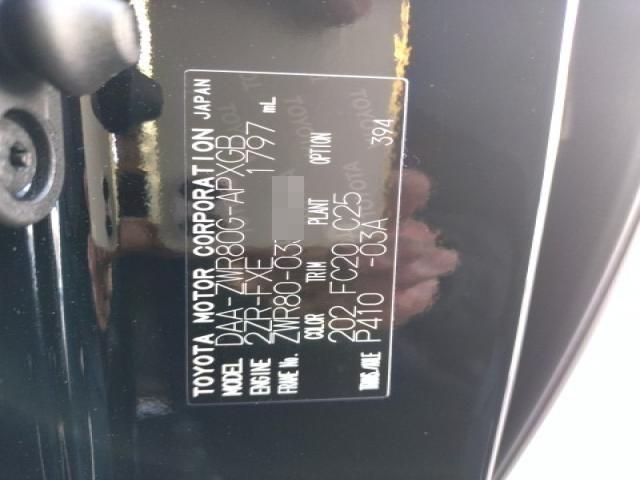 TOYOTA MOTOR CORPORATION JAPAN
MODEL DAA-ZWR80G-APXGB
ENGINE 2ZR-FXE 1797 mL
FRAME No. ZWR80-03
COLOR TRIM PLANT OPTION
202 FC20 C25 394
TRANS./AXLE P410 -03A